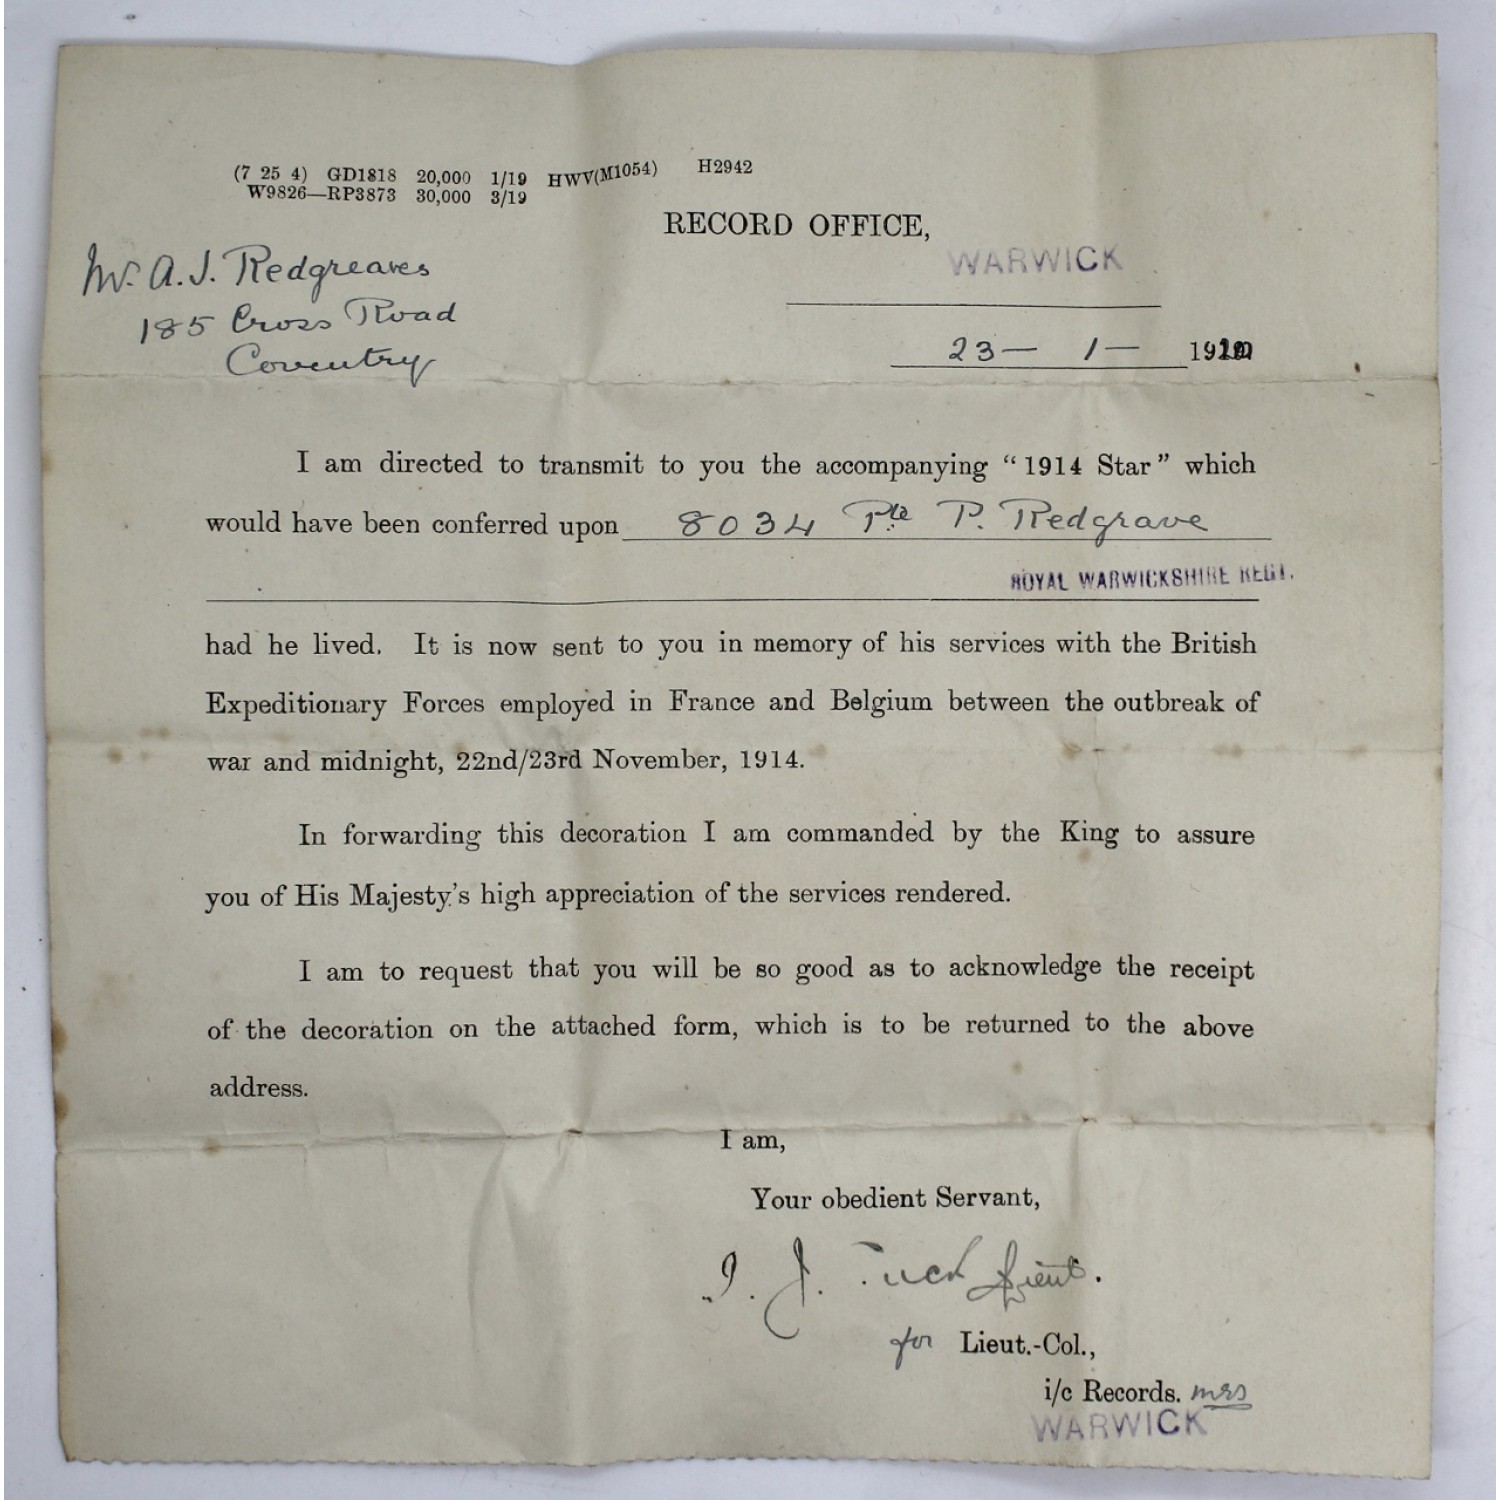 (7 25 4) GD1818 20,000 1/19 HWV(M1054) H2942
W9826—RP3873 30,000 3/19
RECORD OFFICE,
WARWICK
Mr. A. J. Redgreaves
185 Cross Road
Coventry
23 — 1 — 19
I am directed to transmit to you the accompanying “1914 Star” which
would have been conferred upon 8034 Pte P. Redgrave
ROYAL WARWICKSHIRE REGT.
had he lived. It is now sent to you in memory of his services with the British
Expeditionary Forces employed in France and Belgium between the outbreak of
war and midnight, 22nd/23rd November, 1914.
In forwarding this decoration I am commanded by the King to assure
you of His Majesty's high appreciation of the services rendered.
I am to request that you will be so good as to acknowledge the receipt
of the decoration on the attached form, which is to be returned to the above
address.
I am,
Your obedient Servant,
J. Tuck Lieut.
for Lieut.-Col.,
i/c Records.
WARWICK